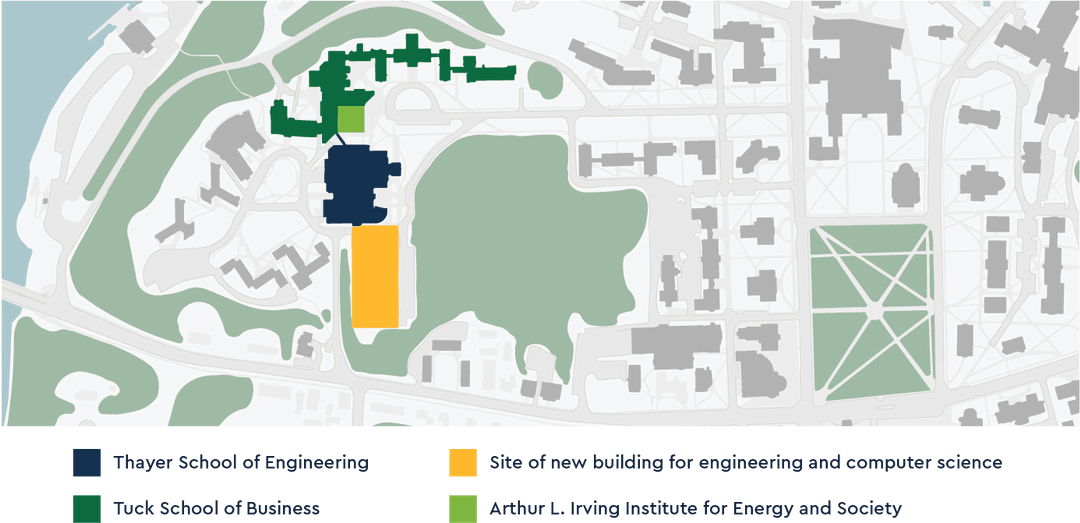 Thayer School of Engineering
Site of new building for engineering and computer science
Tuck School of Business
Arthur L. Irving Institute for Energy and Society